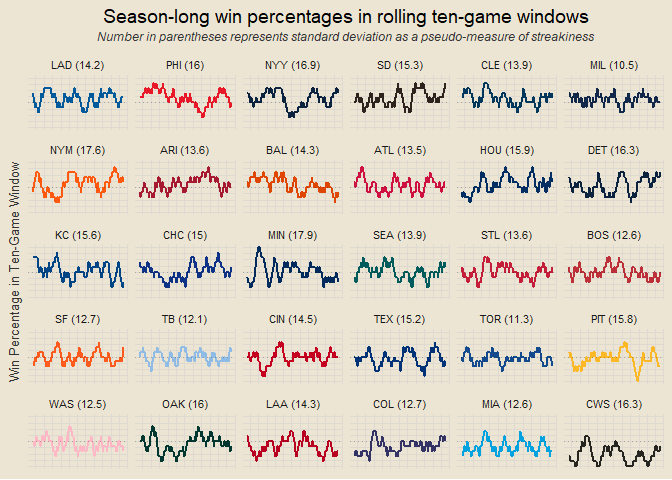 Season-long win percentages in rolling ten-game windows
Number in parentheses represents standard deviation as a pseudo-measure of streakiness
Win Percentage in Ten-Game Window
LAD (14.2) PHI (16) NYY (16.9) SD (15.3) CLE (13.9) MIL (10.5)
NYM (17.6) ARI (13.6) BAL (14.3) ATL (13.5) HOU (15.9) DET (16.3)
KC (15.6) CHC (15) MIN (17.9) SEA (13.9) STL (13.6) BOS (12.6)
SF (12.7) TB (12.1) CIN (14.5) TEX (15.2) TOR (11.3) PIT (15.8)
WAS (12.5) OAK (16) LAA (14.3) COL (12.7) MIA (12.6) CWS (16.3)